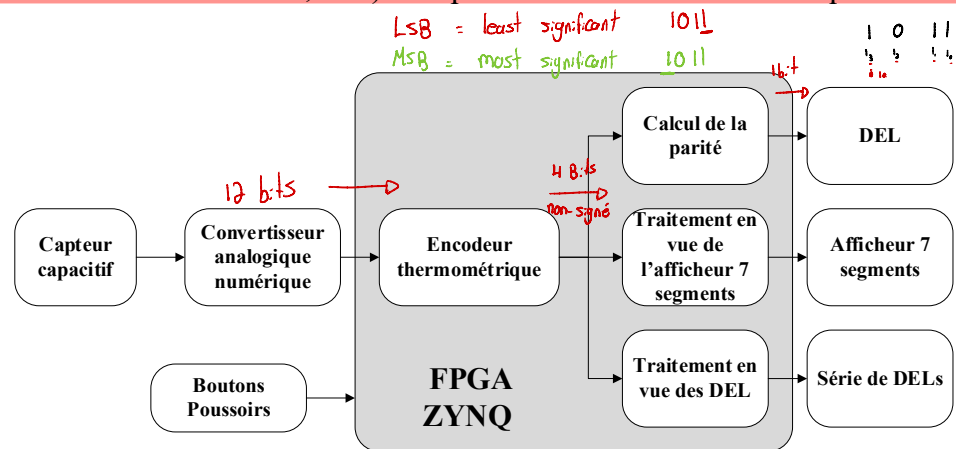 LSB = least significant 1011
MSB = most significant 1011
1 0 1 1
1bit
Calcul de la
parité
DEL
12 bits
4 Bits
non-signé
Capteur
capacitif
Convertisseur
analogique
numérique
Encodeur
thermométrique
Traitement en
vue de
l'afficheur 7
segments
Afficheur 7
segments
Boutons
Poussoirs
FPGA
ZYNQ
Traitement en
vue des DEL
Série de DELs